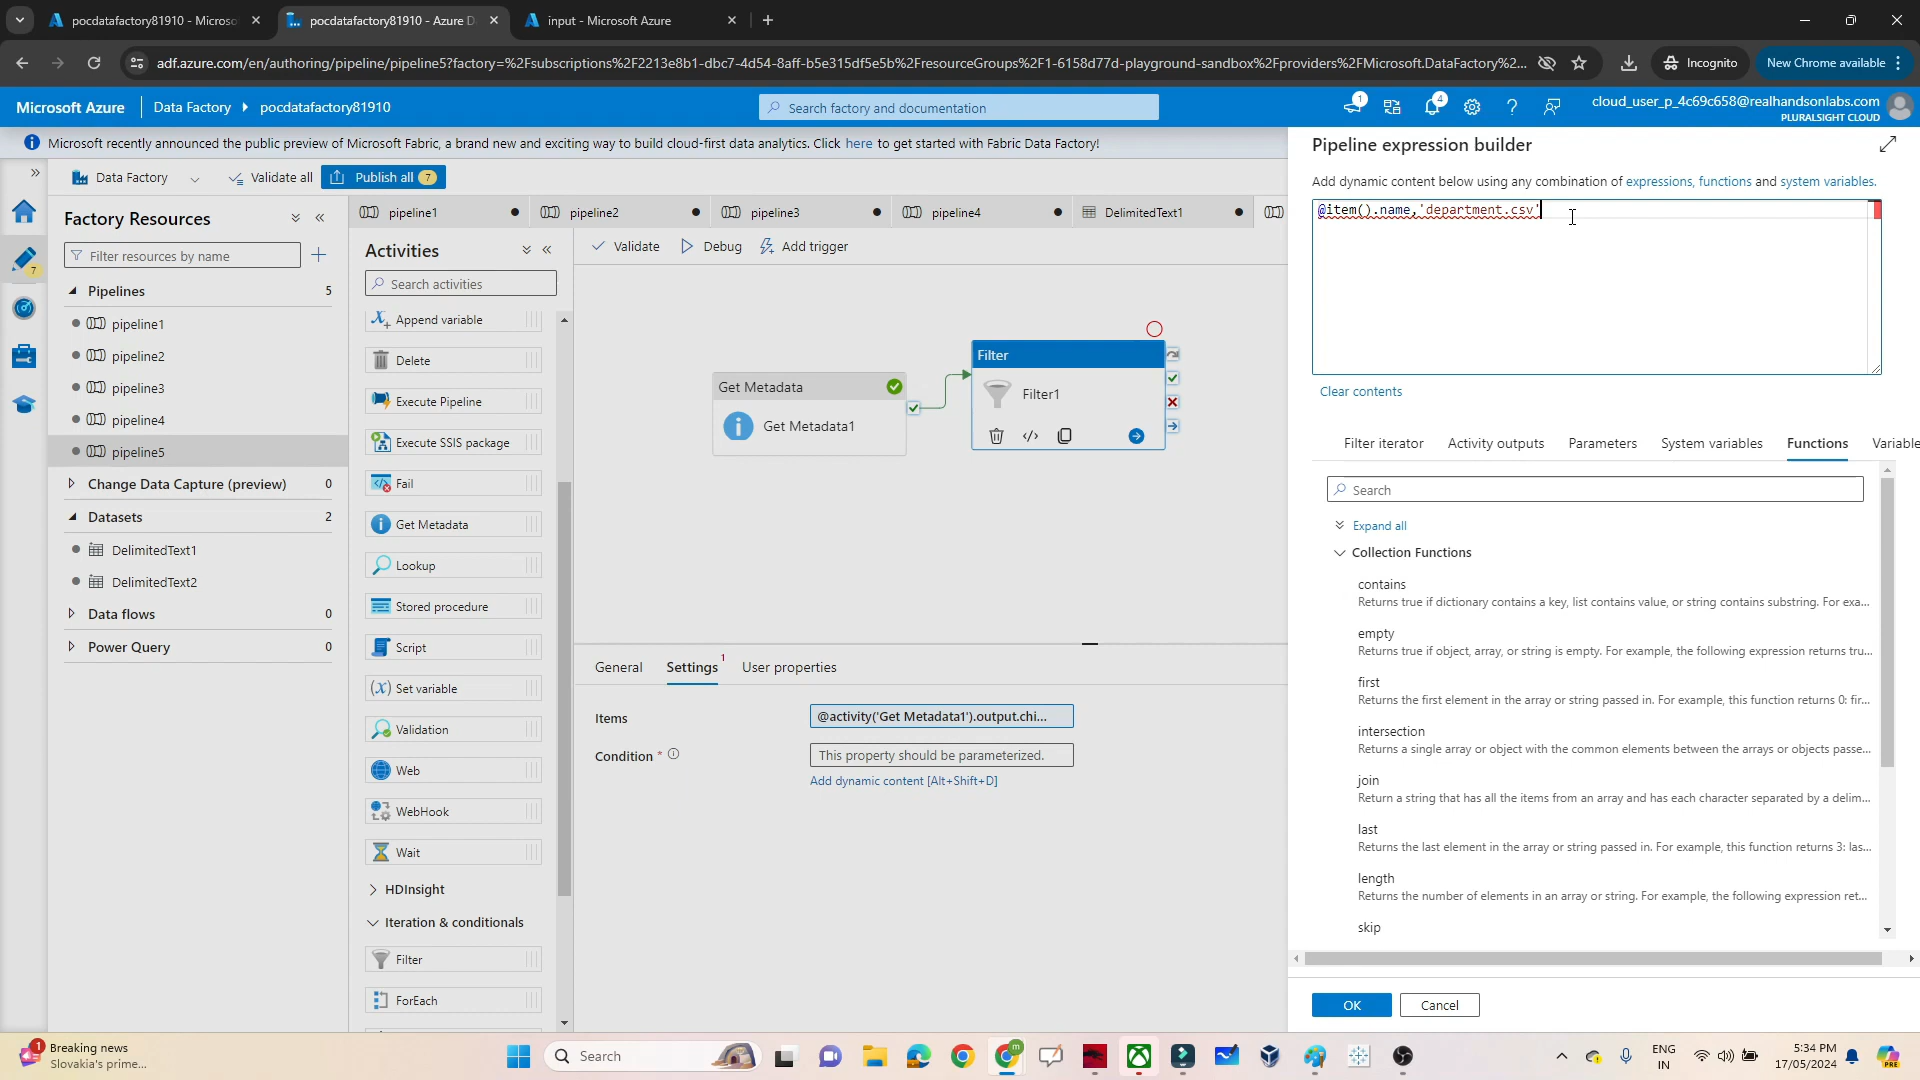 pocdatafactory81910 - Microso
pocdatafactory81910 - Azure D
input - Microsoft Azure
adf.azure.com/en/authoring/pipeline/pipeline5?factory=%2Fsubscriptions%2F2213e8b1-dbc7-4d54-8aff-b5e315df5e5b%2FresourceGroups%2F1-6158d77d-playground-sandbox%2Fproviders%2FMicrosoft.DataFactory%2...
Incognito
New Chrome available
Microsoft Azure
Data Factory
pocdatafactory81910
Search factory and documentation
1
4
cloud_user_p_4c69c658@realhandsonlabs.com
PLURALSIGHT CLOUD
Microsoft recently announced the public preview of Microsoft Fabric, a brand new and exciting way to build cloud-first data analytics. Click here to get started with Fabric Data Factory!
Data Factory
Validate all
Publish all 7
7
Factory Resources
Filter resources by name
Pipelines 5
pipeline1
pipeline2
pipeline3
pipeline4
pipeline5
Change Data Capture (preview) 0
Datasets 2
DelimitedText1
DelimitedText2
Data flows 0
Power Query 0
pipeline1
pipeline2
pipeline3
pipeline4
DelimitedText1
Activities
Search activities
Append variable
Delete
Execute Pipeline
Execute SSIS package
Fail
Get Metadata
Lookup
Stored procedure
Script
Set variable
Validation
Web
WebHook
Wait
HDInsight
Iteration & conditionals
Filter
ForEach
Validate
Debug
Add trigger
Get Metadata
Get Metadata1
Filter
Filter1
General
Settings 1
User properties
Items
@activity('Get Metadata1').output.chi...
Condition *
This property should be parameterized.
Add dynamic content [Alt+Shift+D]
Pipeline expression builder
Add dynamic content below using any combination of expressions, functions and system variables.
@item().name,'department.csv'
Clear contents
Filter iterator
Activity outputs
Parameters
System variables
Functions
Variable
Search
Expand all
Collection Functions
contains
Returns true if dictionary contains a key, list contains value, or string contains substring. For exa...
empty
Returns true if object, array, or string is empty. For example, the following expression returns tru...
first
Returns the first element in the array or string passed in. For example, this function returns 0: fir...
intersection
Returns a single array or object with the common elements between the arrays or objects passe...
join
Return a string that has all the items from an array and has each character separated by a delim...
last
Returns the last element in the array or string passed in. For example, this function returns 3: las...
length
Returns the number of elements in an array or string. For example, the following expression ret...
skip
OK
Cancel
1
Breaking news
Slovakia's prime...
Search
m
ENG
IN
5:34 PM
17/05/2024
PRE